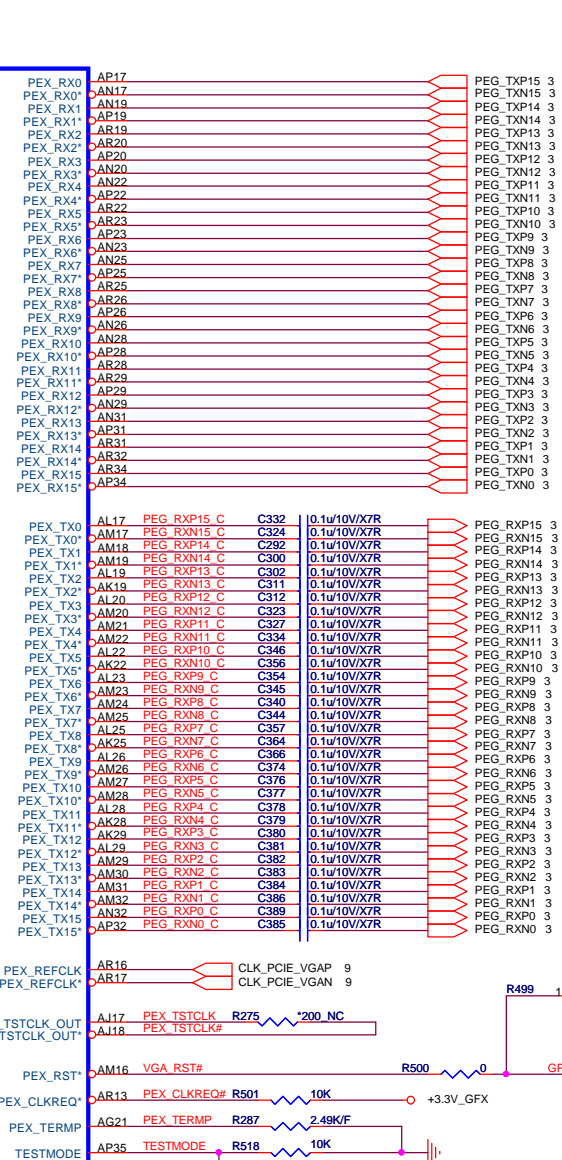 PEX_RX0 AP17 PEG_TXP15 3
PEX_RX0* AN17 PEG_TXN15 3
PEX_RX1 AN19 PEG_TXP14 3
PEX_RX1* AP19 PEG_TXN14 3
PEX_RX2 AR19 PEG_TXP13 3
PEX_RX2* AR20 PEG_TXN13 3
PEX_RX3 AP20 PEG_TXP12 3
PEX_RX3* AN20 PEG_TXN12 3
PEX_RX4 AN22 PEG_TXP11 3
PEX_RX4* AP22 PEG_TXN11 3
PEX_RX5 AR22 PEG_TXP10 3
PEX_RX5* AR23 PEG_TXN10 3
PEX_RX6 AP23 PEG_TXP9 3
PEX_RX6* AN23 PEG_TXN9 3
PEX_RX7 AN25 PEG_TXP8 3
PEX_RX7* AP25 PEG_TXN8 3
PEX_RX8 AR25 PEG_TXP7 3
PEX_RX8* AR26 PEG_TXN7 3
PEX_RX9 AP26 PEG_TXP6 3
PEX_RX9* AN26 PEG_TXN6 3
PEX_RX10 AN28 PEG_TXP5 3
PEX_RX10* AP28 PEG_TXN5 3
PEX_RX11 AR28 PEG_TXP4 3
PEX_RX11* AR29 PEG_TXN4 3
PEX_RX12 AP29 PEG_TXP3 3
PEX_RX12* AN29 PEG_TXN3 3
PEX_RX13 AN31 PEG_TXP2 3
PEX_RX13* AP31 PEG_TXN2 3
PEX_RX14 AR31 PEG_TXP1 3
PEX_RX14* AR32 PEG_TXN1 3
PEX_RX15 AR34 PEG_TXP0 3
PEX_RX15* AP34 PEG_TXN0 3
PEX_TX0 AL17 PEG_RXP15_C C332 0.1u/10V/X7R PEG_RXP15 3
PEX_TX0* AM17 PEG_RXN15_C C324 0.1u/10V/X7R PEG_RXN15 3
PEX_TX1 AM18 PEG_RXP14_C C292 0.1u/10V/X7R PEG_RXP14 3
PEX_TX1* AM19 PEG_RXN14_C C300 0.1u/10V/X7R PEG_RXN14 3
PEX_TX2 AL19 PEG_RXP13_C C302 0.1u/10V/X7R PEG_RXP13 3
PEX_TX2* AK19 PEG_RXN13_C C311 0.1u/10V/X7R PEG_RXN13 3
PEX_TX3 AL20 PEG_RXP12_C C312 0.1u/10V/X7R PEG_RXP12 3
PEX_TX3* AM20 PEG_RXN12_C C323 0.1u/10V/X7R PEG_RXN12 3
PEX_TX4 AM21 PEG_RXP11_C C327 0.1u/10V/X7R PEG_RXP11 3
PEX_TX4* AM22 PEG_RXN11_C C334 0.1u/10V/X7R PEG_RXN11 3
PEX_TX5 AL22 PEG_RXP10_C C346 0.1u/10V/X7R PEG_RXP10 3
PEX_TX5* AK22 PEG_RXN10_C C356 0.1u/10V/X7R PEG_RXN10 3
PEX_TX6 AL23 PEG_RXP9_C C354 0.1u/10V/X7R PEG_RXP9 3
PEX_TX6* AM23 PEG_RXN9_C C345 0.1u/10V/X7R PEG_RXN9 3
PEX_TX7 AM24 PEG_RXP8_C C340 0.1u/10V/X7R PEG_RXP8 3
PEX_TX7* AM25 PEG_RXN8_C C344 0.1u/10V/X7R PEG_RXN8 3
PEX_TX8 AL25 PEG_RXP7_C C357 0.1u/10V/X7R PEG_RXP7 3
PEX_TX8* AK25 PEG_RXN7_C C364 0.1u/10V/X7R PEG_RXN7 3
PEX_TX9 AL26 PEG_RXP6_C C366 0.1u/10V/X7R PEG_RXP6 3
PEX_TX9* AM26 PEG_RXN6_C C374 0.1u/10V/X7R PEG_RXN6 3
PEX_TX10 AM27 PEG_RXP5_C C376 0.1u/10V/X7R PEG_RXP5 3
PEX_TX10* AM28 PEG_RXN5_C C377 0.1u/10V/X7R PEG_RXN5 3
PEX_TX11 AL28 PEG_RXP4_C C378 0.1u/10V/X7R PEG_RXP4 3
PEX_TX11* AK28 PEG_RXN4_C C379 0.1u/10V/X7R PEG_RXN4 3
PEX_TX12 AK29 PEG_RXP3_C C380 0.1u/10V/X7R PEG_RXP3 3
PEX_TX12* AL29 PEG_RXN3_C C381 0.1u/10V/X7R PEG_RXN3 3
PEX_TX13 AM29 PEG_RXP2_C C382 0.1u/10V/X7R PEG_RXP2 3
PEX_TX13* AM30 PEG_RXN2_C C383 0.1u/10V/X7R PEG_RXN2 3
PEX_TX14 AM31 PEG_RXP1_C C384 0.1u/10V/X7R PEG_RXP1 3
PEX_TX14* AM32 PEG_RXN1_C C386 0.1u/10V/X7R PEG_RXN1 3
PEX_TX15 AN32 PEG_RXP0_C C389 0.1u/10V/X7R PEG_RXP0 3
PEX_TX15* AP32 PEG_RXN0_C C385 0.1u/10V/X7R PEG_RXN0 3
PEX_REFCLK AR16 CLK_PCIE_VGAP 9
PEX_REFCLK* AR17 CLK_PCIE_VGAN 9
R499 1
TSTCLK_OUT AJ17 PEX_TSTCLK R275 *200_NC
TSTCLK_OUT* AJ18 PEX_TSTCLK#
PEX_RST* AM16 VGA_RST# R500 0 GP
PEX_CLKREQ* AR13 PEX_CLKREQ# R501 10K +3.3V_GFX
PEX_TERMP AG21 PEX_TERMP R287 2.49K/F
TESTMODE AP35 TESTMODE R518 10K